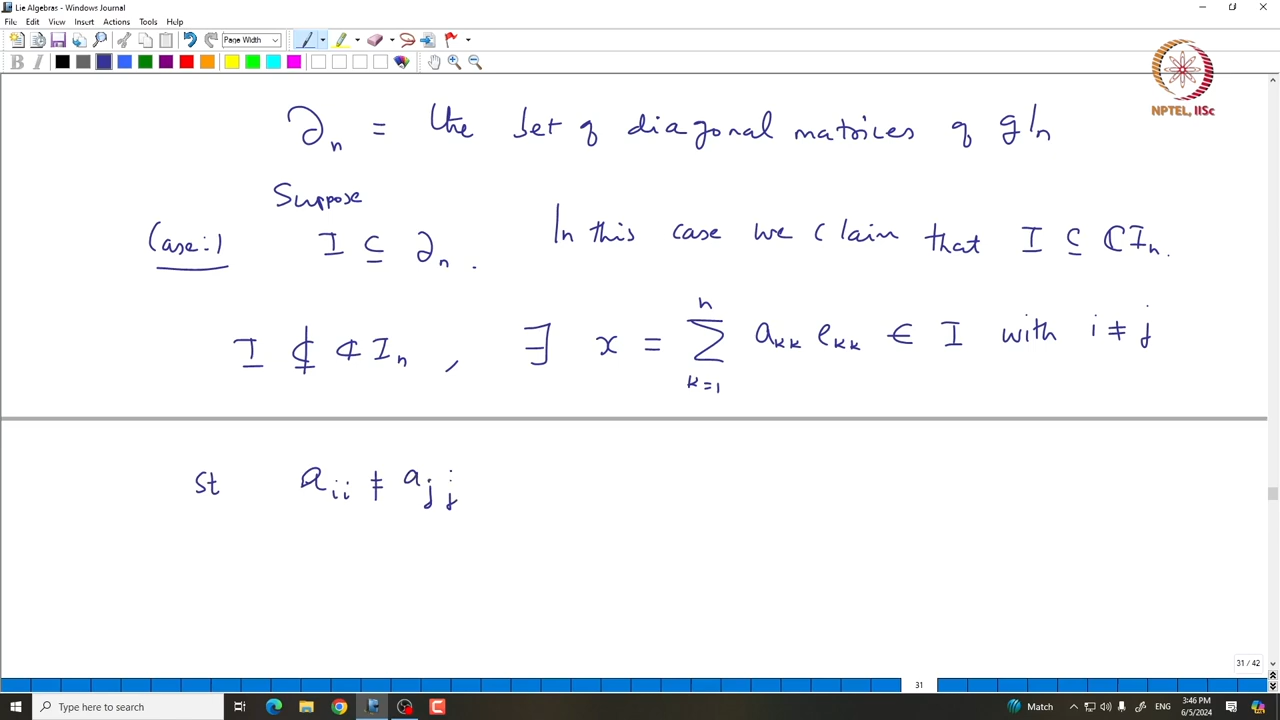 Lie Algebras - Windows Journal
File Edit View Insert Actions Tools Help
Page Width
B I
NPTEL, IISc
∂n = the set of diagonal matrices of gln
Suppose
Case:1 I ⊆ ∂n. In this case we claim that I ⊆ ℂIn.
I ⊄ ℂIn, ∃ x = ∑_{k=1}^{n} akk ekk ∈ I with i ≠ j
st aii ≠ ajj
31 / 42
31
Type here to search
Match
3:46 PM
6/5/2024